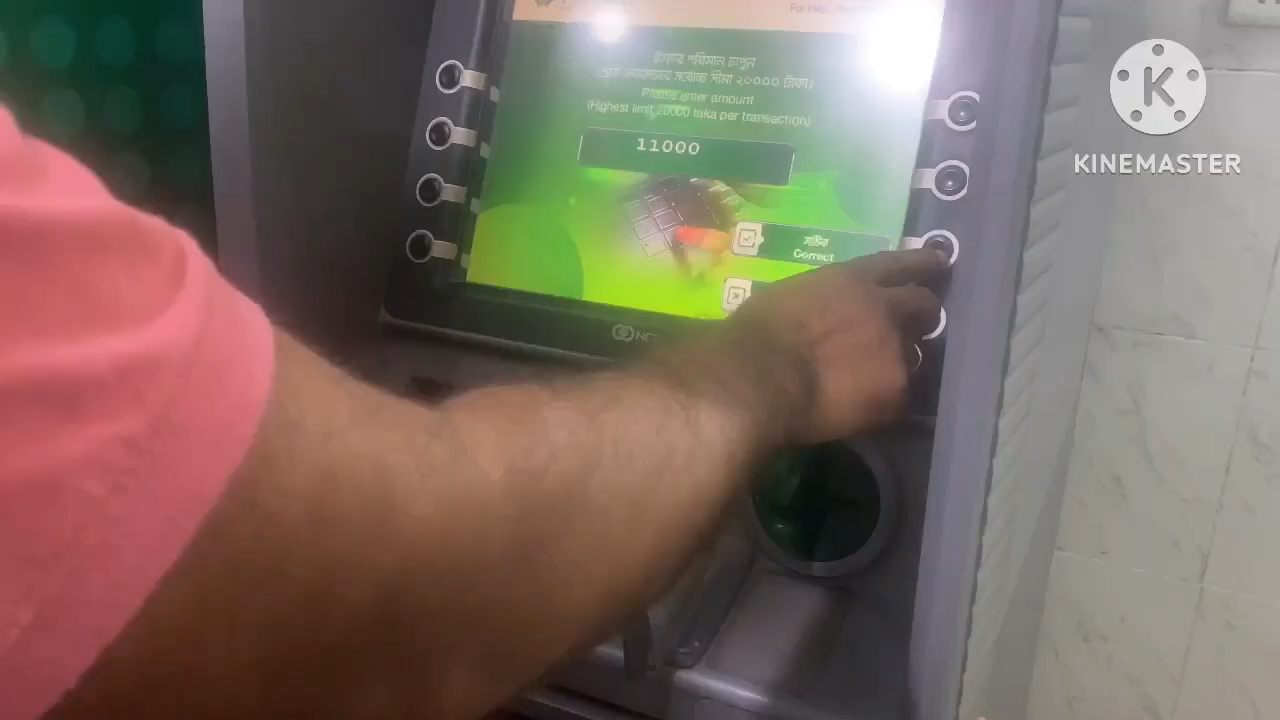 For Help
টাকার পরিমান চাপুন
(প্রতি লেনদেনের সর্বোচ্চ সীমা ২০০০০ টাকা)
Please enter amount
(Highest limit 20000 taka per transaction)
11000
সঠিক
Correct
NC
K
KINEMASTER